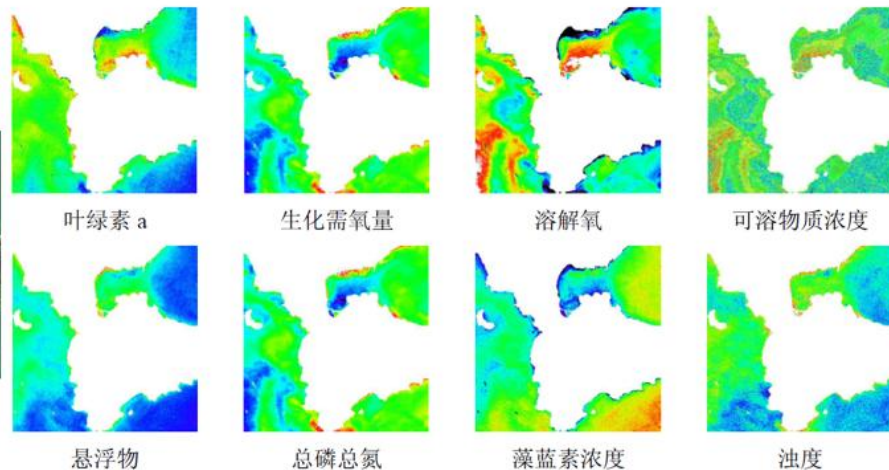 叶绿素 a
生化需氧量
溶解氧
可溶物质浓度
悬浮物
总磷总氮
藻蓝素浓度
浊度